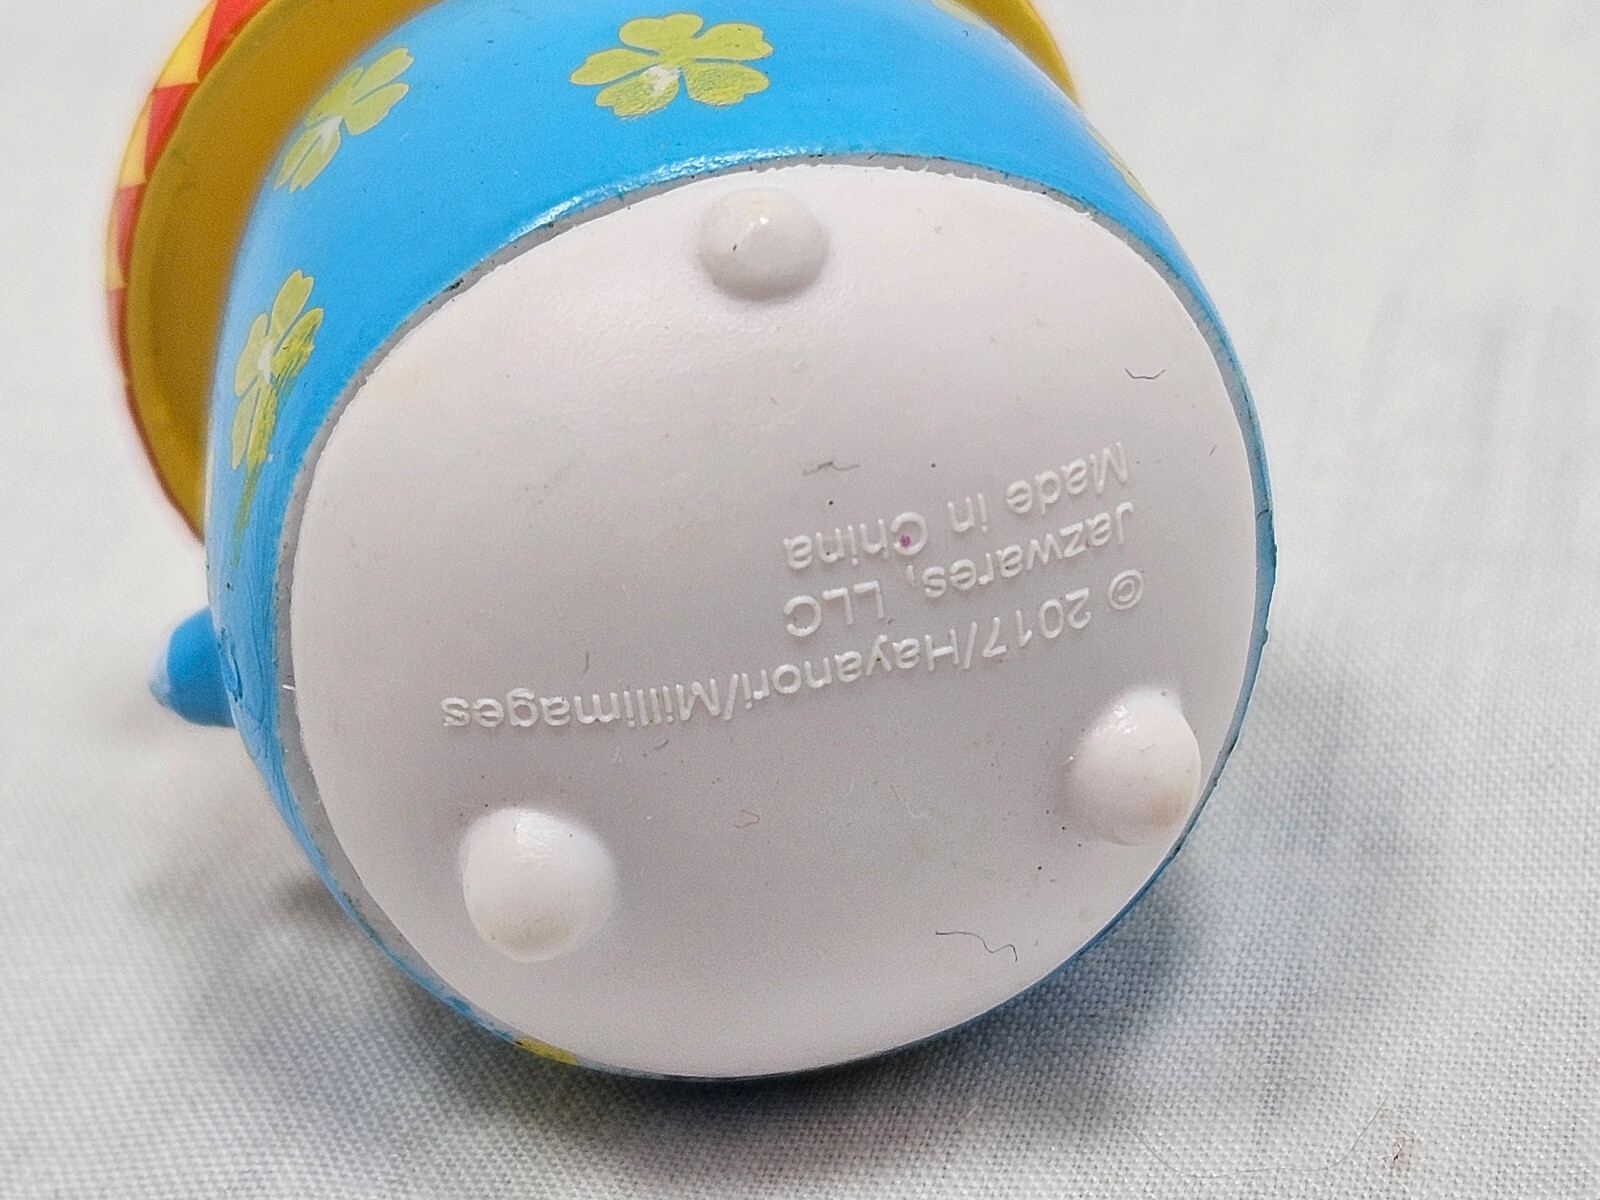 © 2017/Hayanori/Millimages
Jazwares, LLC
Made in China